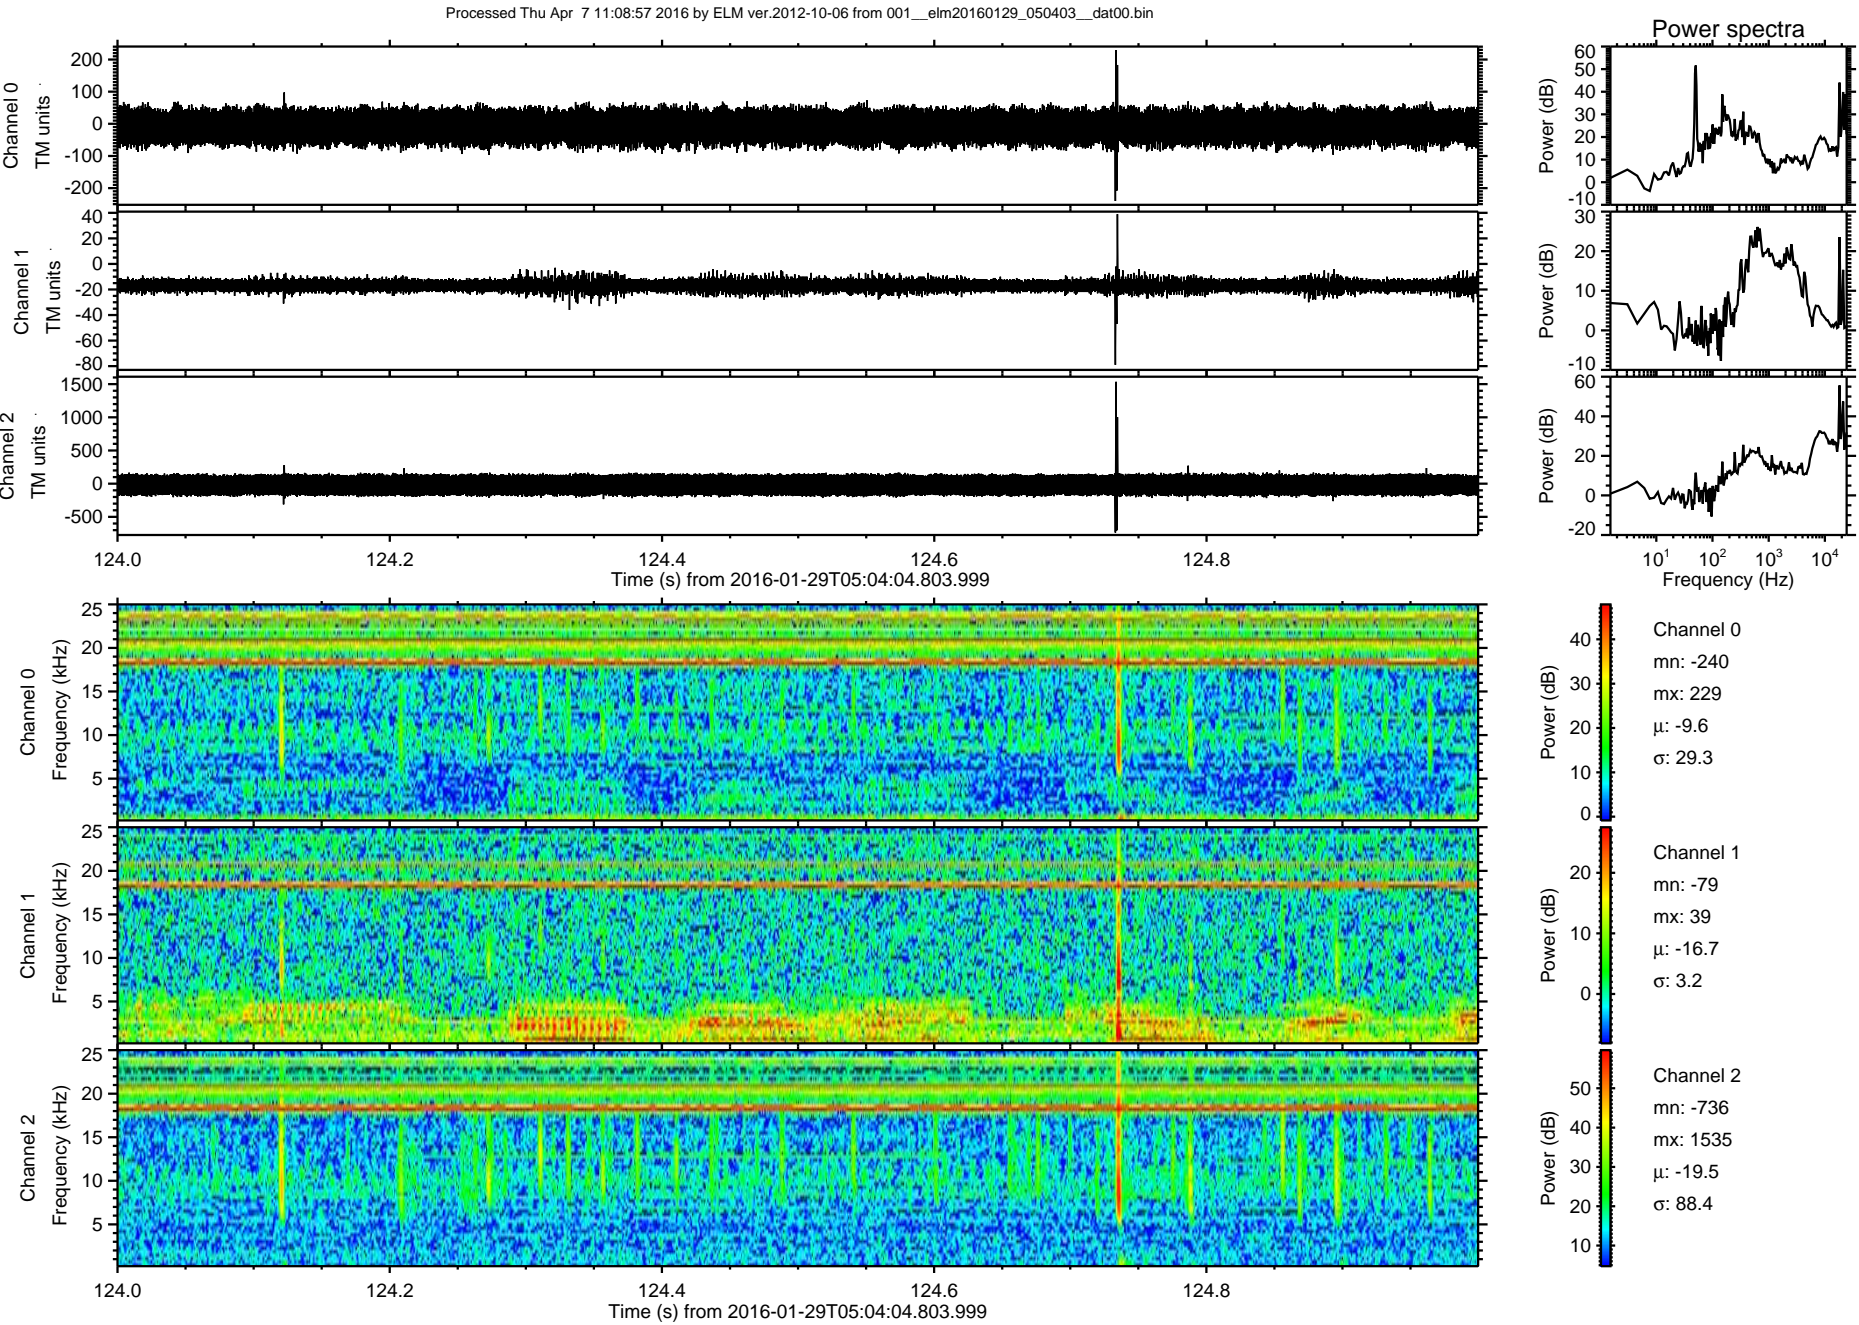 Processed Thu Apr  7 11:08:57 2016 by ELM ver.2012-10-06 from 001__elm20160129_050403__dat00.bin
Power spectra
Channel 0
TM units
200
100
0
-100
-200
Power (dB)
60
50
40
30
20
10
0
-10
Channel 1
TM units
40
20
0
-20
-40
-60
-80
Power (dB)
30
20
10
0
-10
Channel 2
TM units
1500
1000
500
0
-500
Power (dB)
60
40
20
0
-20
124.0 124.2 124.4 124.6 124.8
Time (s) from 2016-01-29T05:04:04.803.999
10¹ 10² 10³ 10⁴
Frequency (Hz)
Channel 0
Frequency (kHz)
25
20
15
10
5
Power (dB)
40
30
20
10
0
Channel 0
mn: -240
mx: 229
μ: -9.6
σ: 29.3
Channel 1
Frequency (kHz)
25
20
15
10
5
Power (dB)
20
10
0
Channel 1
mn: -79
mx: 39
μ: -16.7
σ: 3.2
Channel 2
Frequency (kHz)
25
20
15
10
5
Power (dB)
50
40
30
20
10
Channel 2
mn: -736
mx: 1535
μ: -19.5
σ: 88.4
124.0 124.2 124.4 124.6 124.8
Time (s) from 2016-01-29T05:04:04.803.999